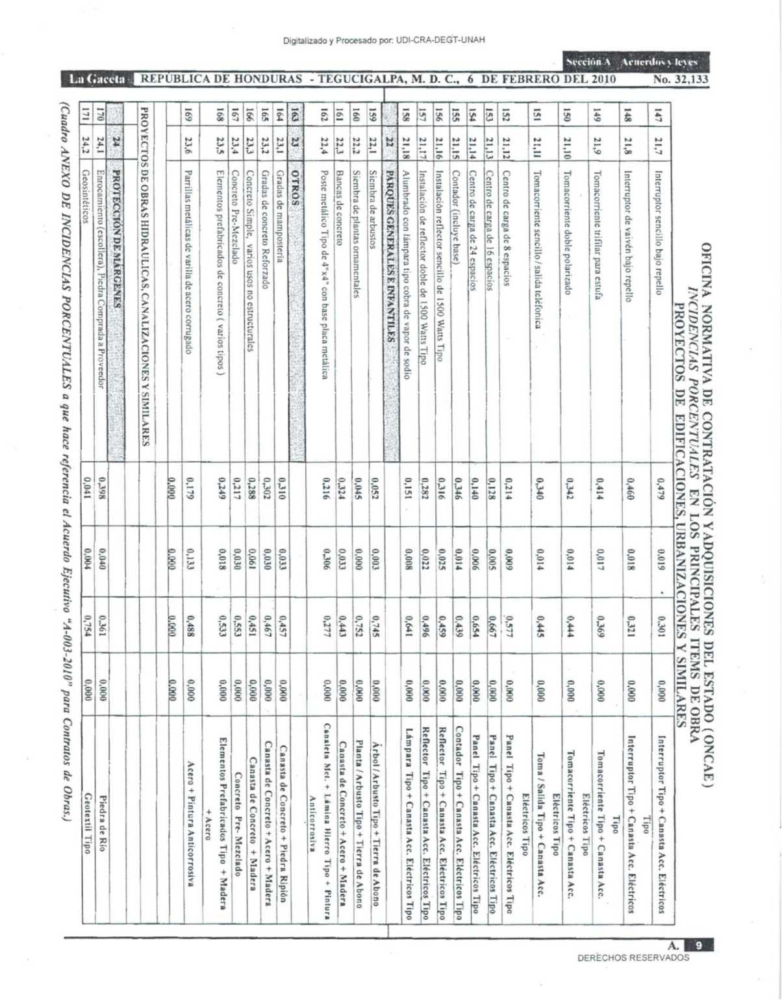 Digitalizado y Procesado por: UDI-CRA-DEGT-UNAH
Sección A Acuerdos y leyes
La Gaceta REPÚBLICA DE HONDURAS - TEGUCIGALPA, M. D. C., 6 DE FEBRERO DEL 2010 No. 32,133
OFICINA NORMATIVA DE CONTRATACIÓN Y ADQUISICIONES DEL ESTADO (ONCAE)
INCIDENCIAS PORCENTUALES EN LOS PRINCIPALES ITEMS DE OBRA
PROYECTOS DE EDIFICACIONES, URBANIZACIONES Y SIMILARES
147 21,7 Interruptor sencillo bajo repello 0,479 0,019 0,301 0,000 Interruptor Tipo + Canasta Acc. Eléctricos
Tipo
148 21,8 Interruptor de vaivén bajo repello 0,460 0,018 0,321 0,000 Interruptor Tipo + Canasta Acc. Eléctricos
Tipo
149 21,9 Tomacorriente trifilar para estufa 0,414 0,017 0,369 0,000 Tomacorriente Tipo + Canasta Acc.
Eléctricos Tipo
150 21,10 Tomacorriente doble polarizado 0,342 0,014 0,444 0,000 Tomacorriente Tipo + Canasta Acc.
Eléctricos Tipo
151 21,11 Tomacorriente sencillo / salida teléfonica 0,340 0,014 0,445 0,000 Toma / Salida Tipo + Canasta Acc.
Eléctricos Tipo
152 21,12 Centro de carga de 8 espacios 0,214 0,009 0,577 0,000 Panel Tipo + Canasta Acc. Eléctricos Tipo
153 21,13 Centro de carga de 16 espacios 0,128 0,005 0,667 0,000 Panel Tipo + Canasta Acc. Eléctricos Tipo
154 21,14 Centro de carga de 24 espacios 0,140 0,006 0,654 0,000 Panel Tipo + Canasta Acc. Eléctricos Tipo
155 21,15 Contador (incluye base) 0,346 0,014 0,439 0,000 Contador Tipo + Canasta Acc. Eléctricos Tipo
156 21,16 Instalación reflector sencillo de 1500 Watts Tipo 0,316 0,025 0,459 0,000 Reflector Tipo + Canasta Acc. Eléctricos Tipo
157 21,17 Instalación de reflector doble de 1500 Watts Tipo 0,282 0,022 0,496 0,000 Reflector Tipo + Canasta Acc. Eléctricos Tipo
158 21,18 Alumbrado con lámpara tipo cobra de vapor de sodio 0,151 0,008 0,641 0,000 Lámpara Tipo + Canasta Acc. Eléctricos Tipo
22 PARQUES GENERALES E INFANTILES
159 22,1 Siembra de arbustos 0,052 0,003 0,745 0,000 Árbol / Arbusto Tipo + Tierra de Abono
160 22,2 Siembra de plantas ornamentales 0,045 0,000 0,752 0,000 Planta / Arbusto Tipo + Tierra de Abono
161 22,3 Bancas de concreto 0,324 0,033 0,443 0,000 Canasta de Concreto + Acero + Madera
162 22,4 Poste metálico Tipo de 4"x4" con base placa metálica 0,216 0,306 0,277 0,000 Canaleta Met. + Lámina Hierro Tipo + Pintura
Anticorrosiva
163 23 OTROS
164 23,1 Gradas de mampostería 0,310 0,033 0,457 0,000 Canasta de Concreto + Piedra Ripión
165 23,2 Gradas de concreto Reforzado 0,302 0,030 0,467 0,000 Canasta de Concreto + Acero + Madera
166 23,3 Concreto Simple, varios usos no estructurales 0,288 0,061 0,451 0,000 Canasta de Concreto + Madera
167 23,4 Concreto Pre-Mezclado 0,217 0,030 0,553 0,000 Concreto Pre- Mezclado
168 23,5 Elementos prefabricados de concreto ( varios tipos ) 0,249 0,018 0,533 0,000 Elementos Prefabricados Tipo + Madera
+ Acero
169 23,6 Parrillas metálicas de varilla de acero corrugado 0,179 0,133 0,488 0,000 Acero + Pintura Anticorrosiva
0,000 0,000 0,000 0,000
PROYECTOS DE OBRAS HIDRAULICAS, CANALIZACIONES Y SIMILARES
24 PROTECCIÓN DE MÁRGENES
170 24,1 Enrocamiento (escollera), Piedra Comprada a Proveedor 0,398 0,040 0,361 0,000 Piedra de Río
171 24,2 Geosintéticos 0,041 0,004 0,754 0,000 Geotextil Tipo
(Cuadro ANEXO DE INCIDENCIAS PORCENTUALES a que hace referencia el Acuerdo Ejecutivo "A-003-2010" para Contratos de Obras.)
A. 9
DERECHOS RESERVADOS